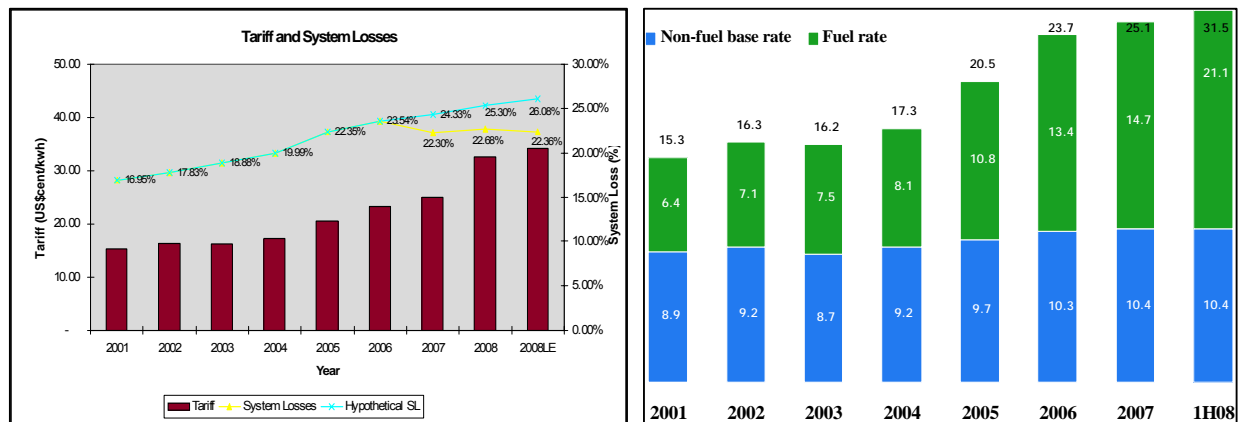 Tariff and System Losses
50.00
40.00
30.00
20.00
10.00
-
Tariff (US$cent/kwh)
30.00%
25.00%
20.00%
15.00%
10.00%
5.00%
0.00%
System Loss (%)
16.95%
17.83%
18.88%
19.99%
22.35%
23.54%
24.33%
25.30%
26.08%
22.30%
22.68%
22.36%
2001 2002 2003 2004 2005 2006 2007 2008 2008LE
Year
Tariff System Losses Hypothetical SL
Non-fuel base rate Fuel rate
15.3 16.3 16.2 17.3 20.5 23.7 25.1 31.5
6.4 7.1 7.5 8.1 10.8 13.4 14.7 21.1
8.9 9.2 8.7 9.2 9.7 10.3 10.4 10.4
2001 2002 2003 2004 2005 2006 2007 1H08